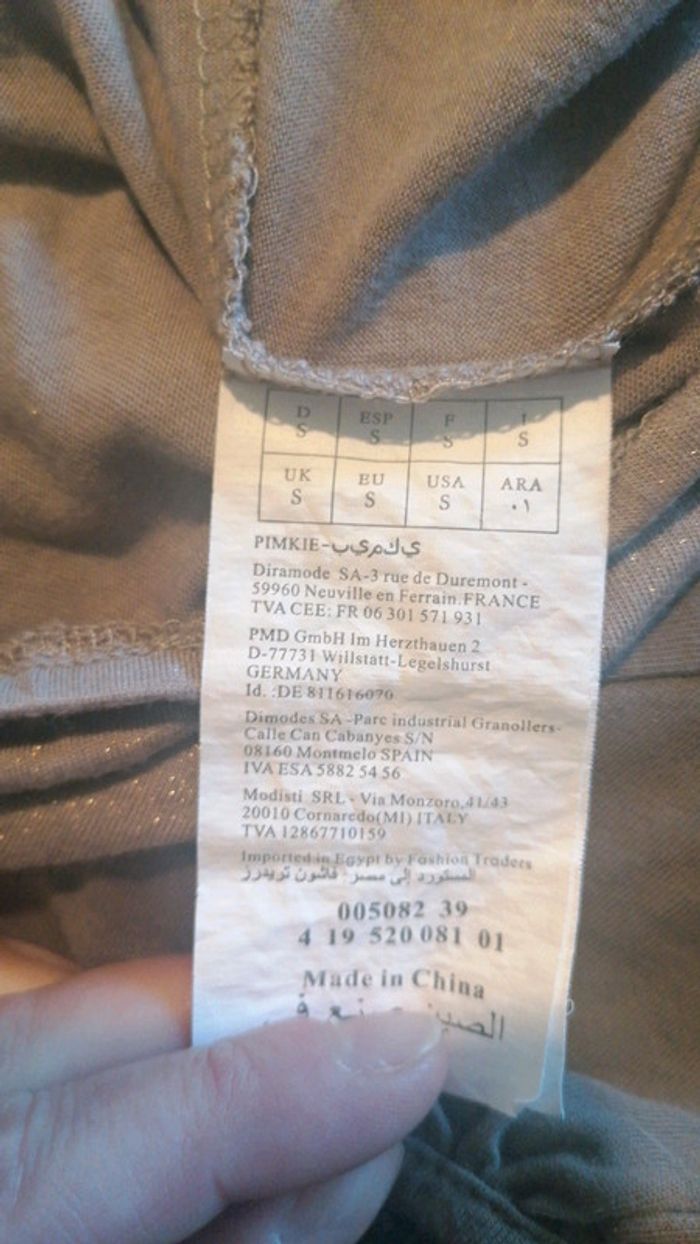 D ESP F I
S S S S
UK EU USA ARA
S S S ٠١
PIMKIE-يكميب
Diramode SA-3 rue de Duremont -
59960 Neuville en Ferrain.FRANCE
TVA CEE: FR 06 301 571 931
PMD GmbH Im Herzthauen 2
D-77731 Willstatt-Legelshurst
GERMANY
Id. :DE 811616070
Dimodes SA -Parc industrial Granollers-
Calle Can Cabanyes S/N
08160 Montmelo SPAIN
IVA ESA 5882 54 56
Modisti SRL - Via Monzoro,41/43
20010 Cornaredo(MI) ITALY
TVA 12867710159
Imported in Egypt by Fashion Traders
المستورد إلى مصر: فاشون تريدرز
005082 39
4 19 520 081 01
Made in China